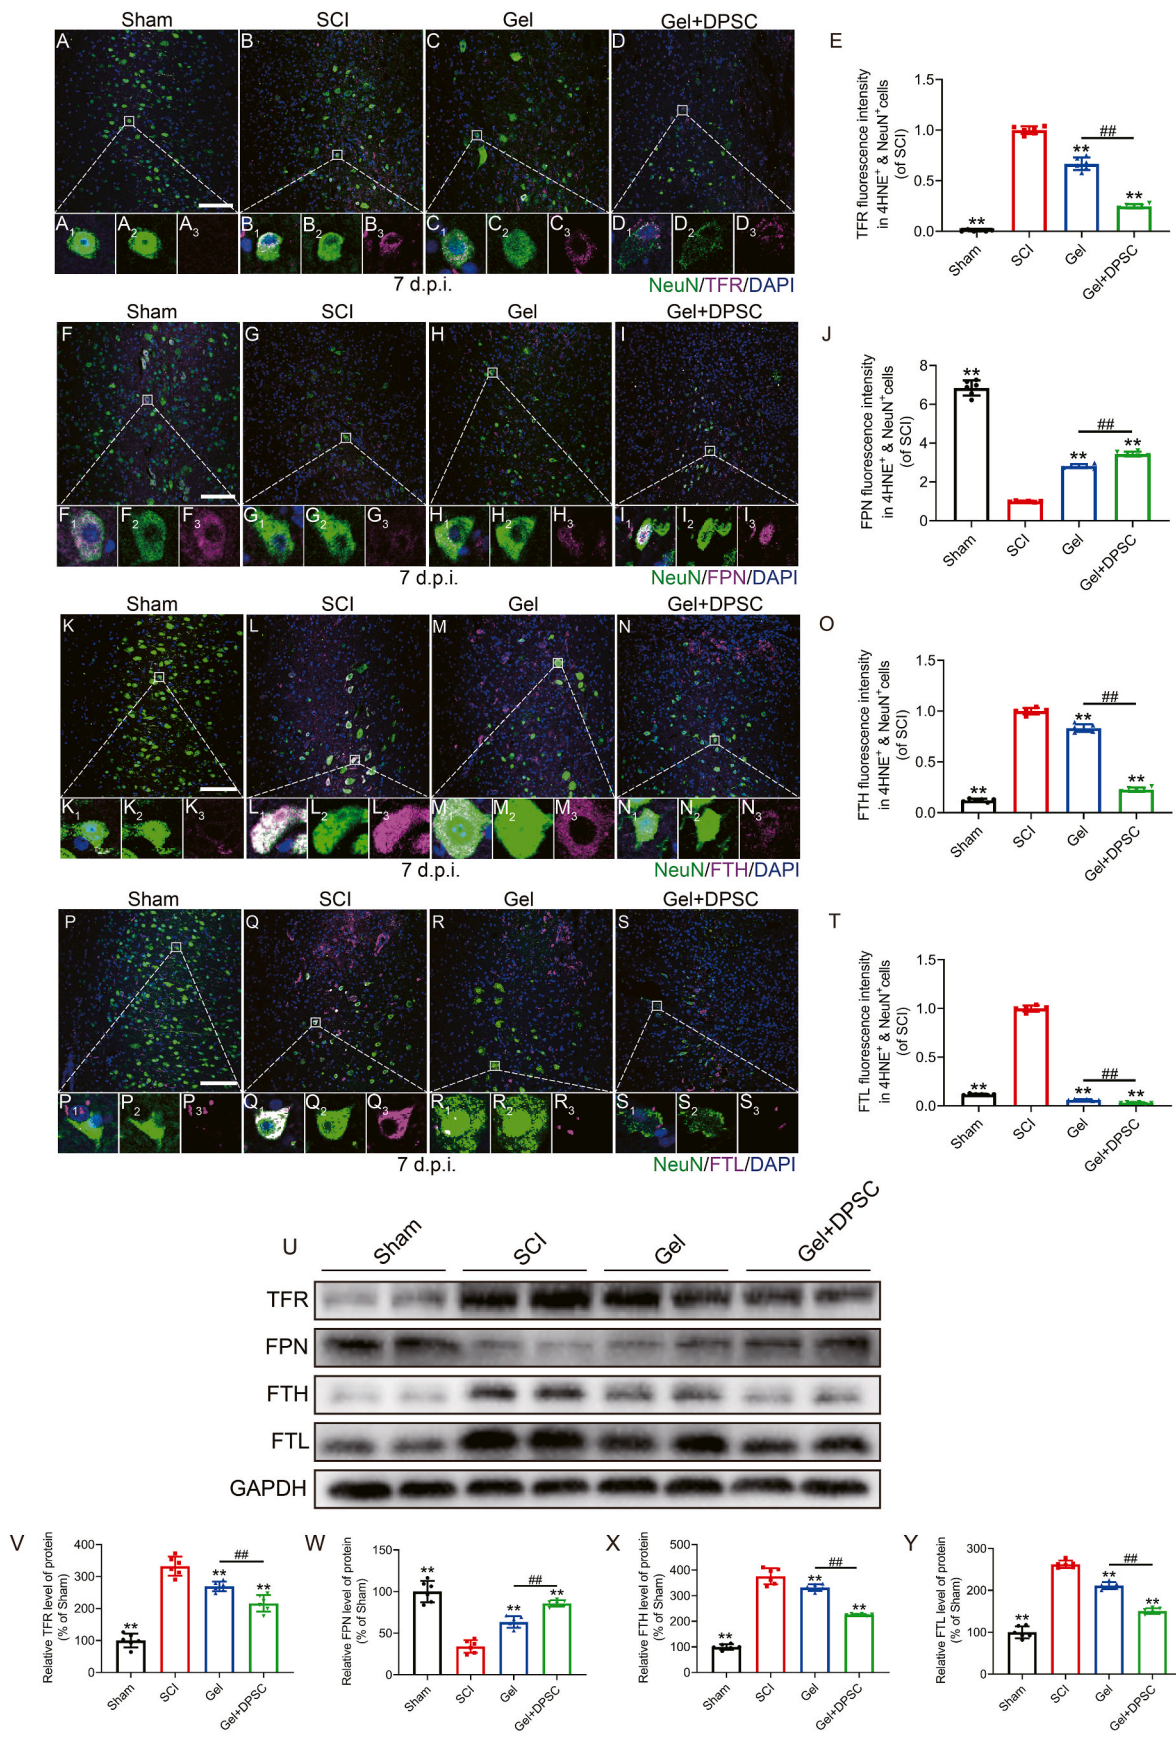 Sham SCI Gel Gel+DPSC
A B C D E
A1 A2 A3 B1 B2 B3 C1 C2 C3 D1 D2 D3
7 d.p.i.
NeuN/TFR/DAPI
TFR fluorescence intensity
in 4HNE+ & NeuN+cells
(of SCI)
1.5
1.0
0.5
0.0
** ** ** ##
Sham SCI Gel Gel+DPSC
Sham SCI Gel Gel+DPSC
F G H I J
F1 F2 F3 G1 G2 G3 H1 H2 H3 I1 I2 I3
7 d.p.i.
NeuN/FPN/DAPI
FPN fluorescence intensity
in 4HNE+ & NeuN+cells
(of SCI)
8
6
4
2
0
** ** ** ##
Sham SCI Gel Gel+DPSC
Sham SCI Gel Gel+DPSC
K L M N O
K1 K2 K3 L1 L2 L3 M1 M2 M3 N1 N2 N3
7 d.p.i.
NeuN/FTH/DAPI
FTH fluorescence intensity
in 4HNE+ & NeuN+cells
(of SCI)
1.5
1.0
0.5
0.0
** ** ** ##
Sham SCI Gel Gel+DPSC
Sham SCI Gel Gel+DPSC
P Q R S T
P1 P2 P3 Q1 Q2 Q3 R1 R2 R3 S1 S2 S3
7 d.p.i.
NeuN/FTL/DAPI
FTL fluorescence intensity
in 4HNE+ & NeuN+cells
(of SCI)
1.5
1.0
0.5
0.0
** ** ** ##
Sham SCI Gel Gel+DPSC
U
Sham SCI Gel Gel+DPSC
TFR
FPN
FTH
FTL
GAPDH
V
Relative TFR level of protein
(% of Sham)
400
300
200
100
0
** ** ** ##
Sham SCI Gel Gel+DPSC
W
Relative FPN level of protein
(% of Sham)
150
100
50
0
** ** ** ##
Sham SCI Gel Gel+DPSC
X
Relative FTH level of protein
(% of Sham)
500
400
300
200
100
0
** ** ** ##
Sham SCI Gel Gel+DPSC
Y
Relative FTL level of protein
(% of Sham)
300
200
100
0
** ** ** ##
Sham SCI Gel Gel+DPSC